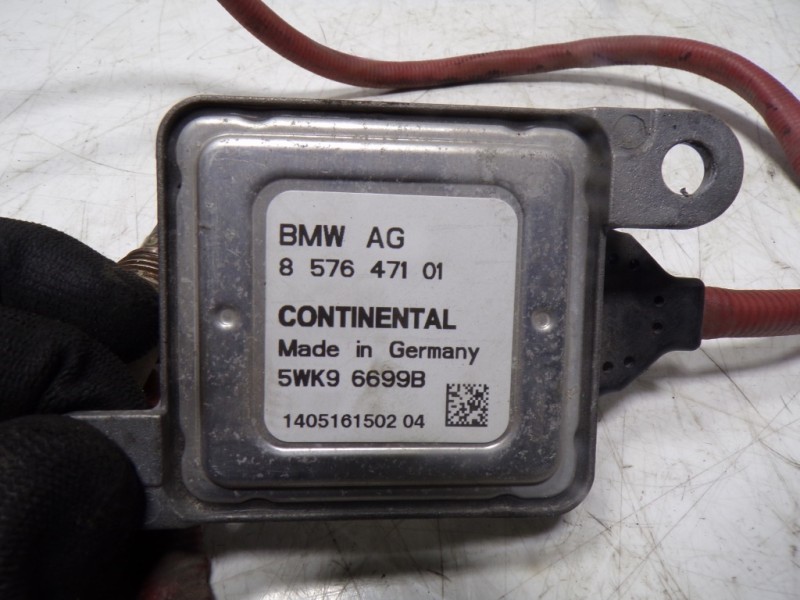 BMW AG
8 576 471 01
CONTINENTAL
Made in Germany
5WK9 6699B
1405161502 04